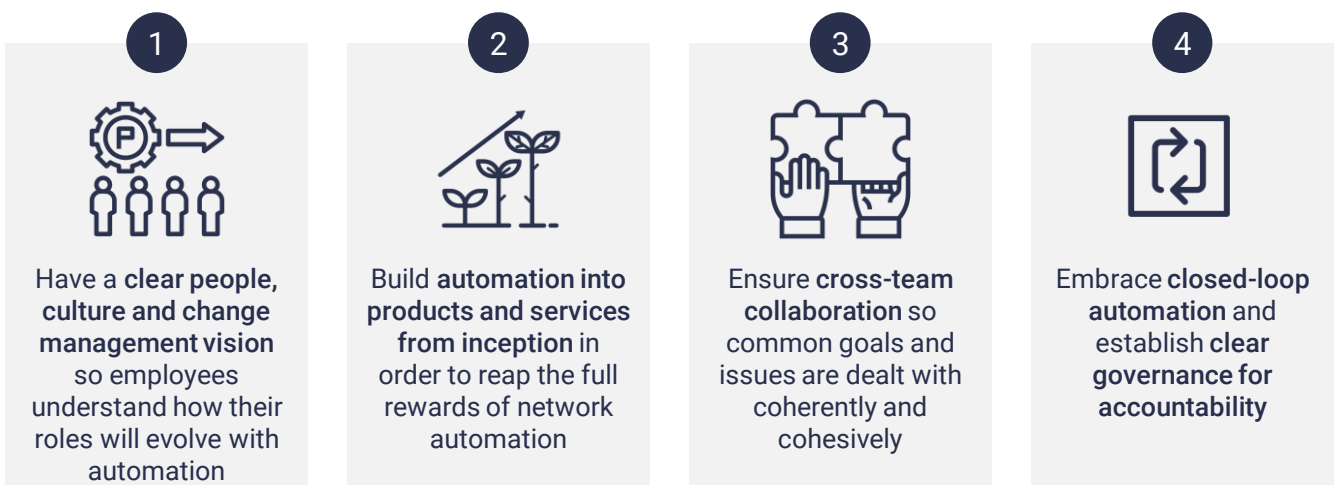 1
Have a clear people,
culture and change
management vision
so employees
understand how their
roles will evolve with
automation
2
Build automation into
products and services
from inception in
order to reap the full
rewards of network
automation
3
Ensure cross-team
collaboration so
common goals and
issues are dealt with
coherently and
cohesively
4
Embrace closed-loop
automation and
establish clear
governance for
accountability
P